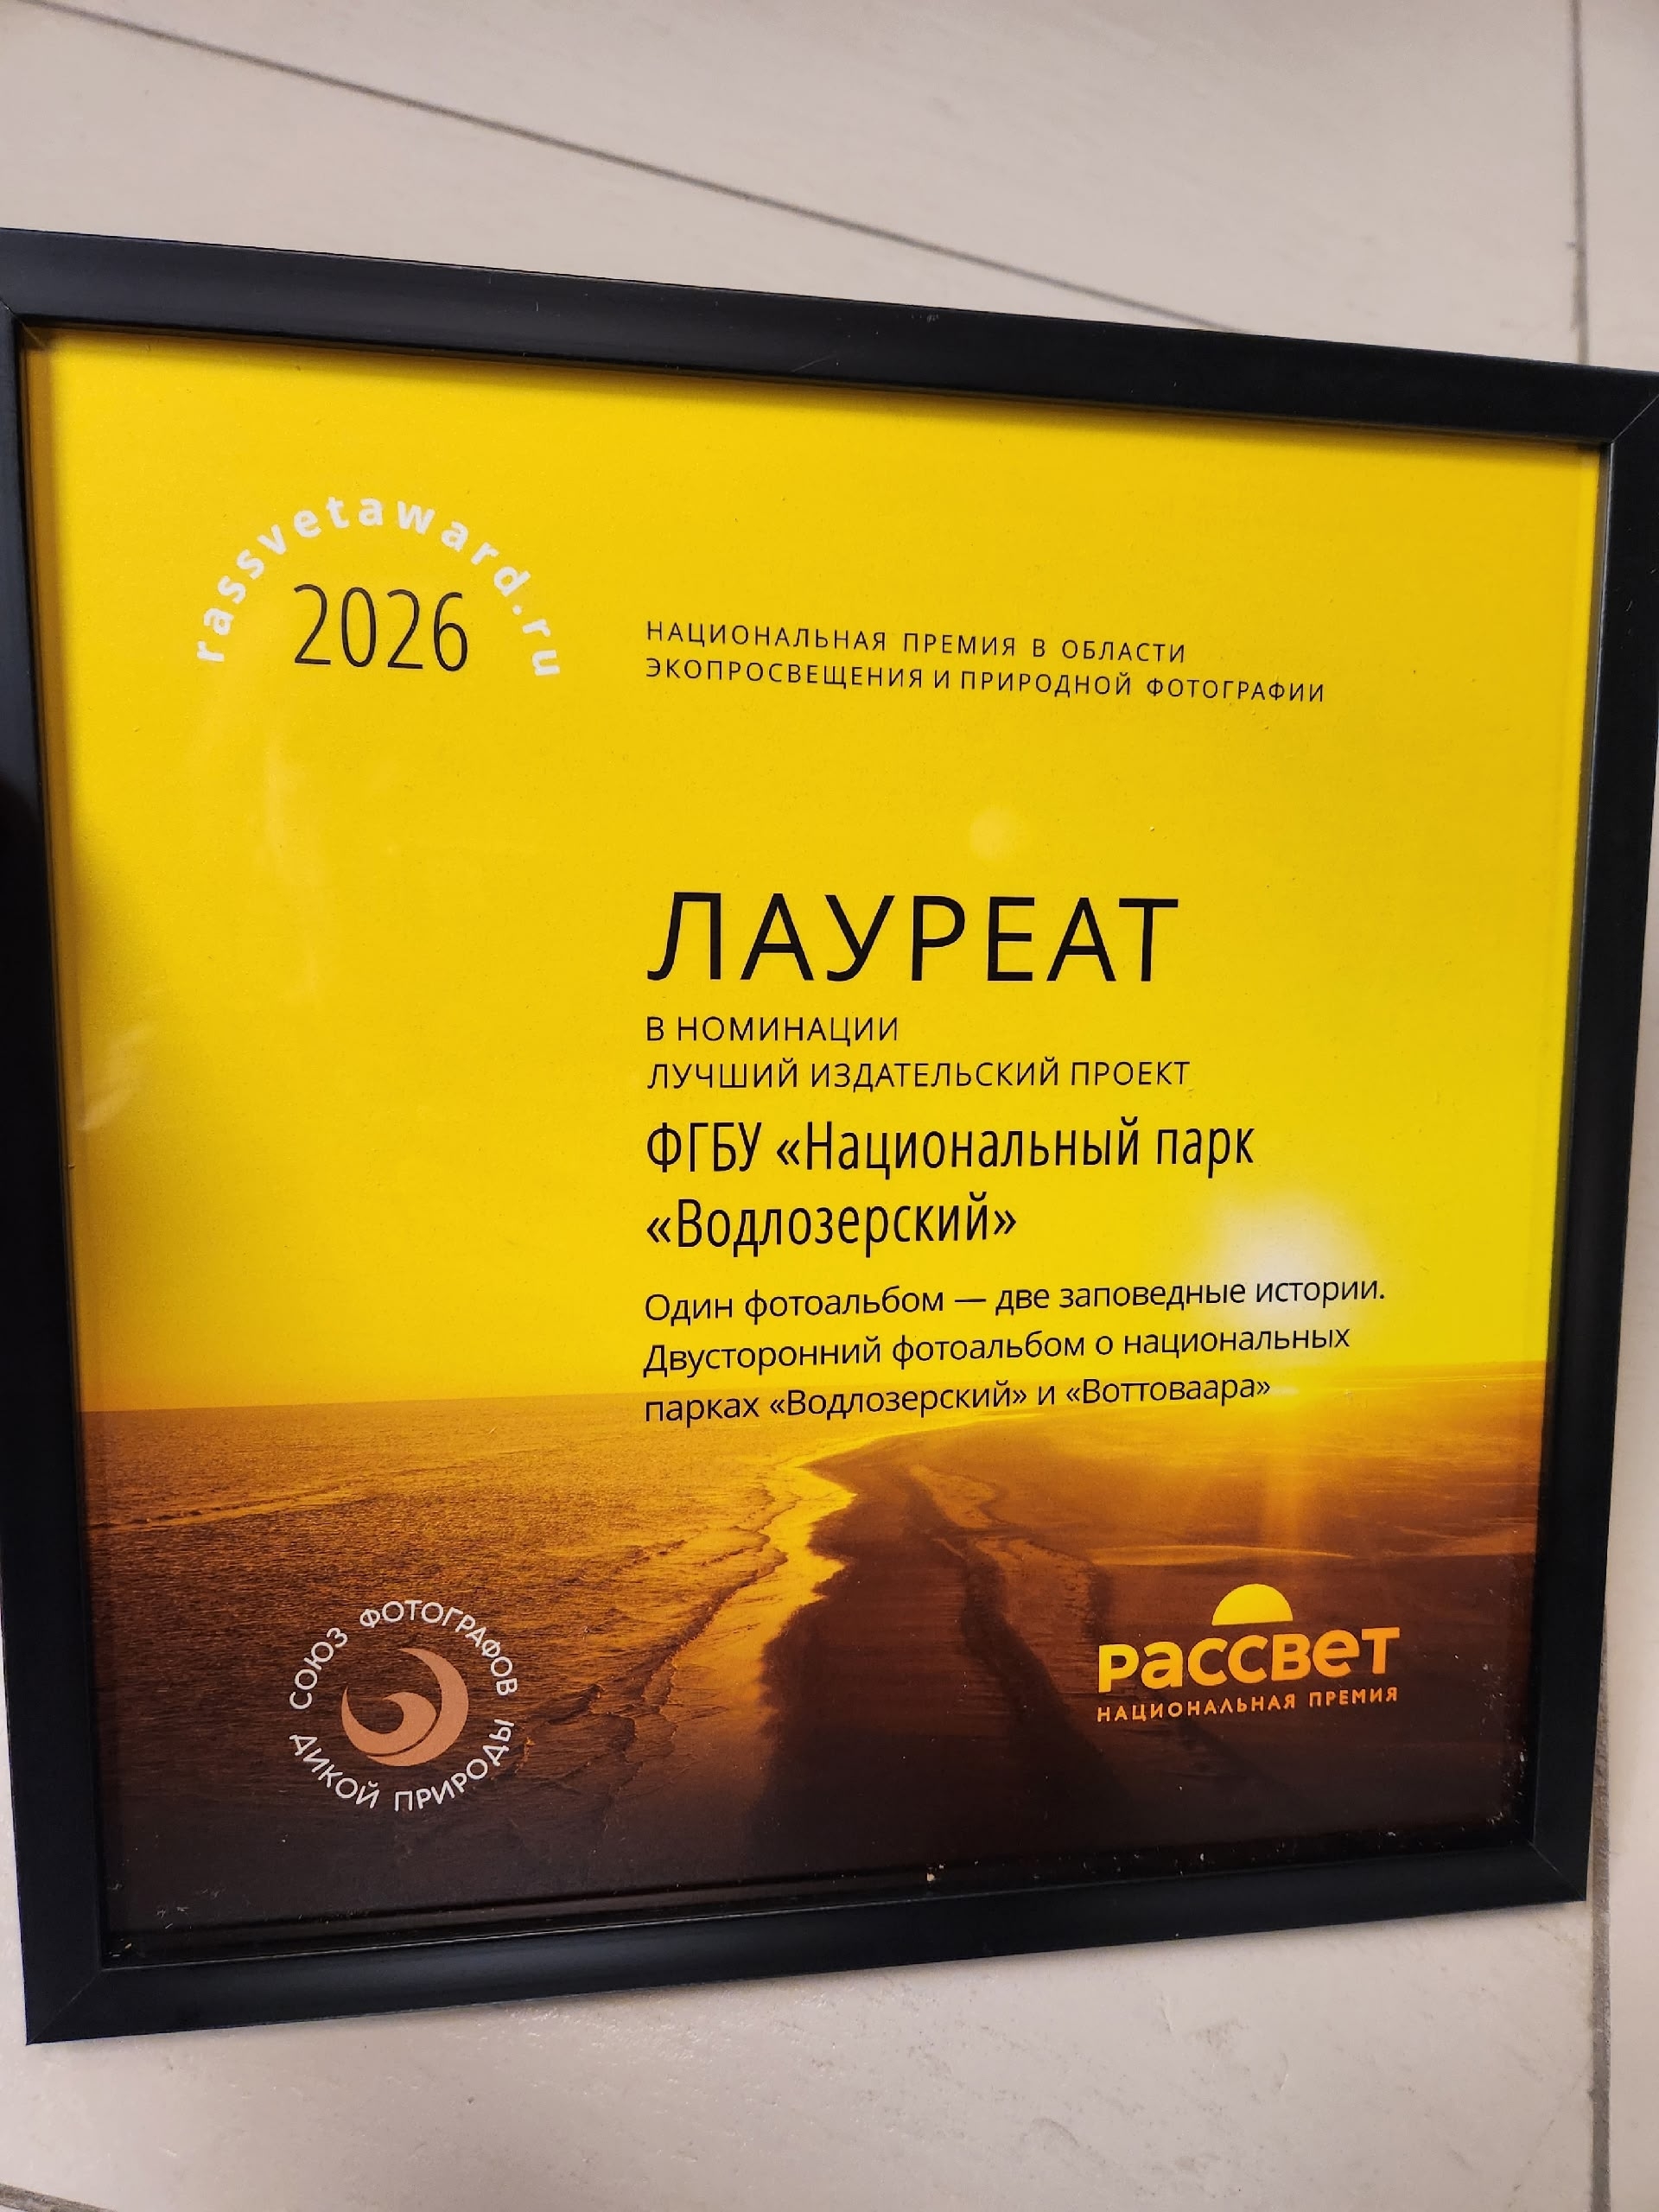 rassvetaward.ru
2026
НАЦИОНАЛЬНАЯ ПРЕМИЯ В ОБЛАСТИ
ЭКОПРОСВЕЩЕНИЯ И ПРИРОДНОЙ ФОТОГРАФИИ
ЛАУРЕАТ
В НОМИНАЦИИ
ЛУЧШИЙ ИЗДАТЕЛЬСКИЙ ПРОЕКТ
ФГБУ «Национальный парк
«Водлозерский»
Один фотоальбом — две заповедные истории.
Двусторонний фотоальбом о национальных
парках «Водлозерский» и «Воттоваара»
СОЮЗ ФОТОГРАФОВ
ДИКОЙ ПРИРОДЫ
РАССВЕТ
НАЦИОНАЛЬНАЯ ПРЕМИЯ